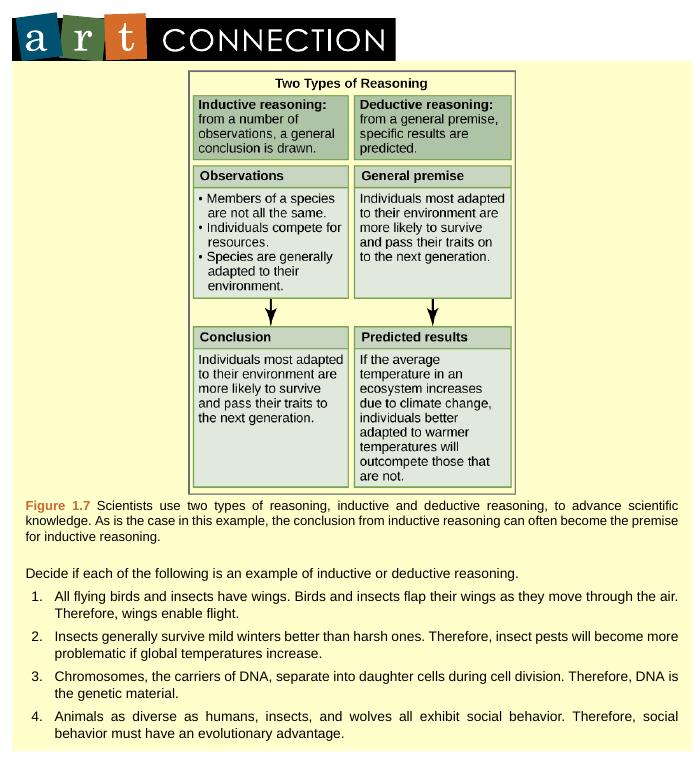 art CONNECTION
Two Types of Reasoning
Inductive reasoning:
from a number of
observations, a general
conclusion is drawn.
Deductive reasoning:
from a general premise,
specific results are
predicted.
Observations
• Members of a species
are not all the same.
• Individuals compete for
resources.
• Species are generally
adapted to their
environment.
General premise
Individuals most adapted
to their environment are
more likely to survive
and pass their traits on
to the next generation.
Conclusion
Individuals most adapted
to their environment are
more likely to survive
and pass their traits to
the next generation.
Predicted results
If the average
temperature in an
ecosystem increases
due to climate change,
individuals better
adapted to warmer
temperatures will
outcompete those that
are not.
Figure 1.7 Scientists use two types of reasoning, inductive and deductive reasoning, to advance scientific
knowledge. As is the case in this example, the conclusion from inductive reasoning can often become the premise
for inductive reasoning.
Decide if each of the following is an example of inductive or deductive reasoning.
1. All flying birds and insects have wings. Birds and insects flap their wings as they move through the air.
Therefore, wings enable flight.
2. Insects generally survive mild winters better than harsh ones. Therefore, insect pests will become more
problematic if global temperatures increase.
3. Chromosomes, the carriers of DNA, separate into daughter cells during cell division. Therefore, DNA is
the genetic material.
4. Animals as diverse as humans, insects, and wolves all exhibit social behavior. Therefore, social
behavior must have an evolutionary advantage.